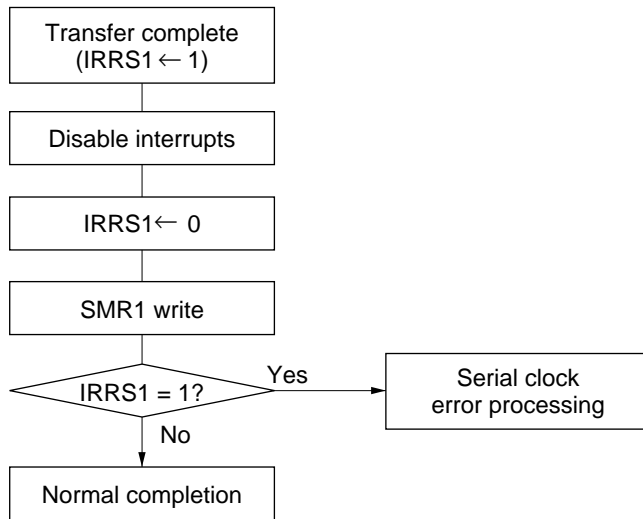 Transfer complete
(IRRS1 ← 1)
Disable interrupts
IRRS1← 0
SMR1 write
IRRS1 = 1?
Yes
Serial clock
error processing
No
Normal completion